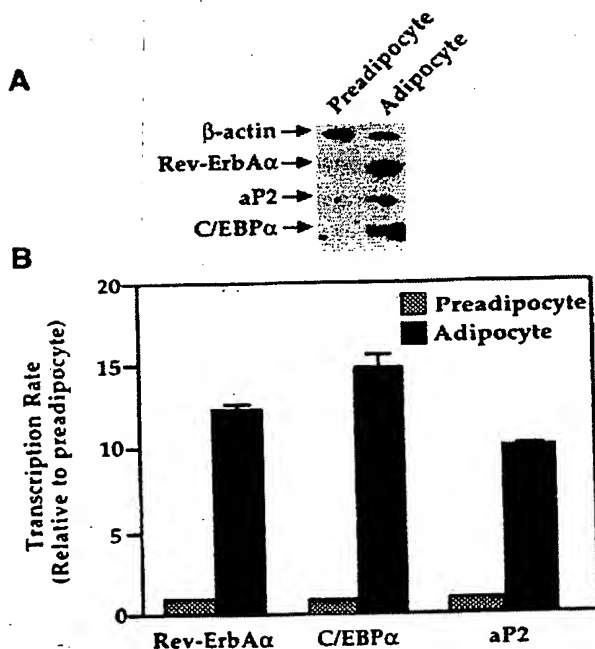 A
Preadipocyte
Adipocyte
β-actin
Rev-ErbAα
aP2
C/EBPα
B
20
15
10
5
0
Transcription Rate
(Relative to preadipocyte)
Preadipocyte
Adipocyte
Rev-ErbAα
C/EBPα
aP2